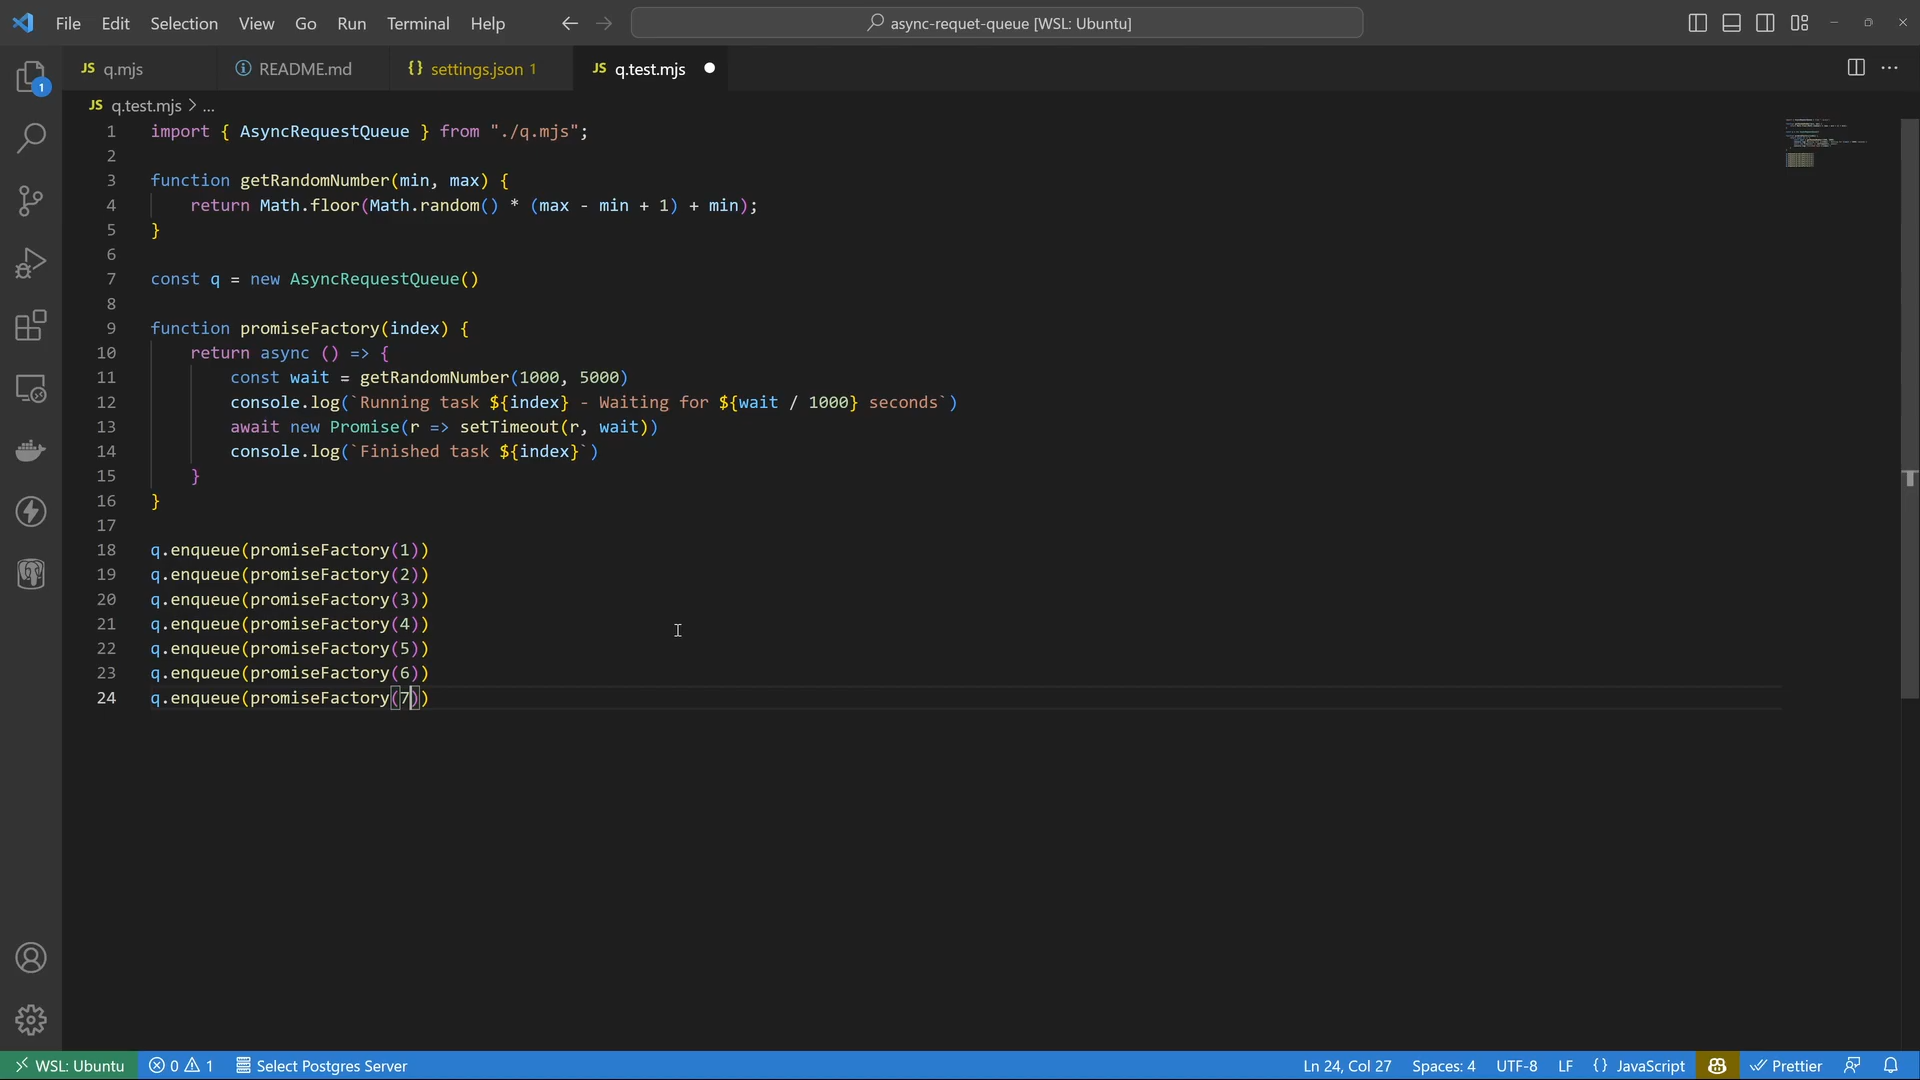 File Edit Selection View Go Run Terminal Help async-requet-queue [WSL: Ubuntu]
JS q.mjs README.md {} settings.json 1 JS q.test.mjs
JS q.test.mjs > ...
1 import { AsyncRequestQueue } from "./q.mjs";
2
3 function getRandomNumber(min, max) {
4 return Math.floor(Math.random() * (max - min + 1) + min);
5 }
6
7 const q = new AsyncRequestQueue()
8
9 function promiseFactory(index) {
10 return async () => {
11 const wait = getRandomNumber(1000, 5000)
12 console.log(`Running task ${index} - Waiting for ${wait / 1000} seconds`)
13 await new Promise(r => setTimeout(r, wait))
14 console.log(`Finished task ${index}`)
15 }
16 }
17
18 q.enqueue(promiseFactory(1))
19 q.enqueue(promiseFactory(2))
20 q.enqueue(promiseFactory(3))
21 q.enqueue(promiseFactory(4))
22 q.enqueue(promiseFactory(5))
23 q.enqueue(promiseFactory(6))
24 q.enqueue(promiseFactory(7))
1
WSL: Ubuntu 0 1 Select Postgres Server Ln 24, Col 27 Spaces: 4 UTF-8 LF {} JavaScript Prettier